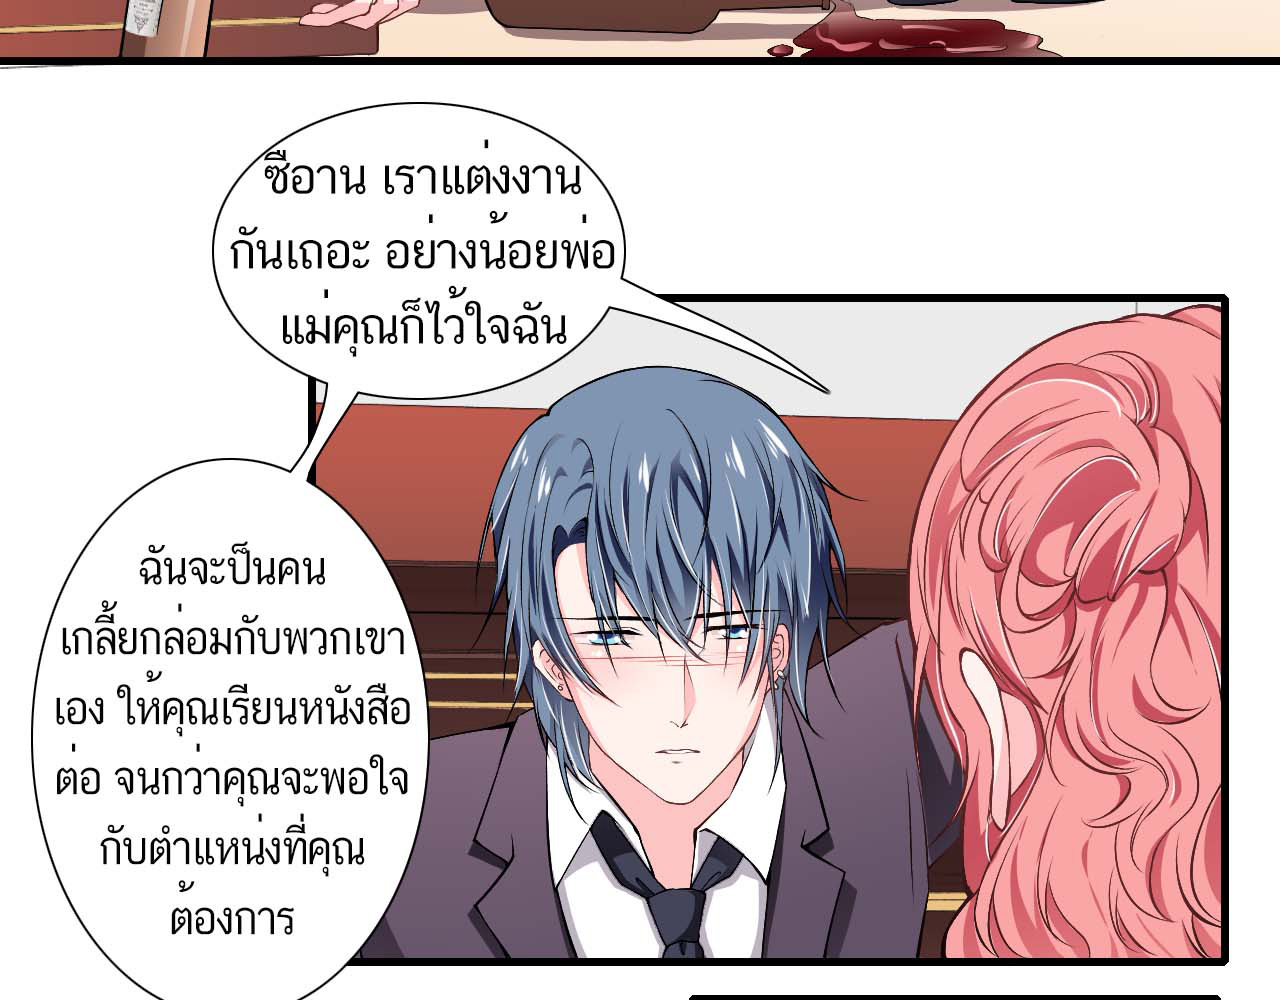 ซือาน เราแต่งงาน
กันเถอะ อย่างน้อยพ่อ
แม่คุณก็ไว้ใจฉัน
ฉันจะป็นคน
เกลี้ยกล่อมกับพวกเขา
เอง ให้คุณเรียนหนังสือ
ต่อ จนกว่าคุณจะพอใจ
กับตำแหน่งที่คุณ
ต้องการ